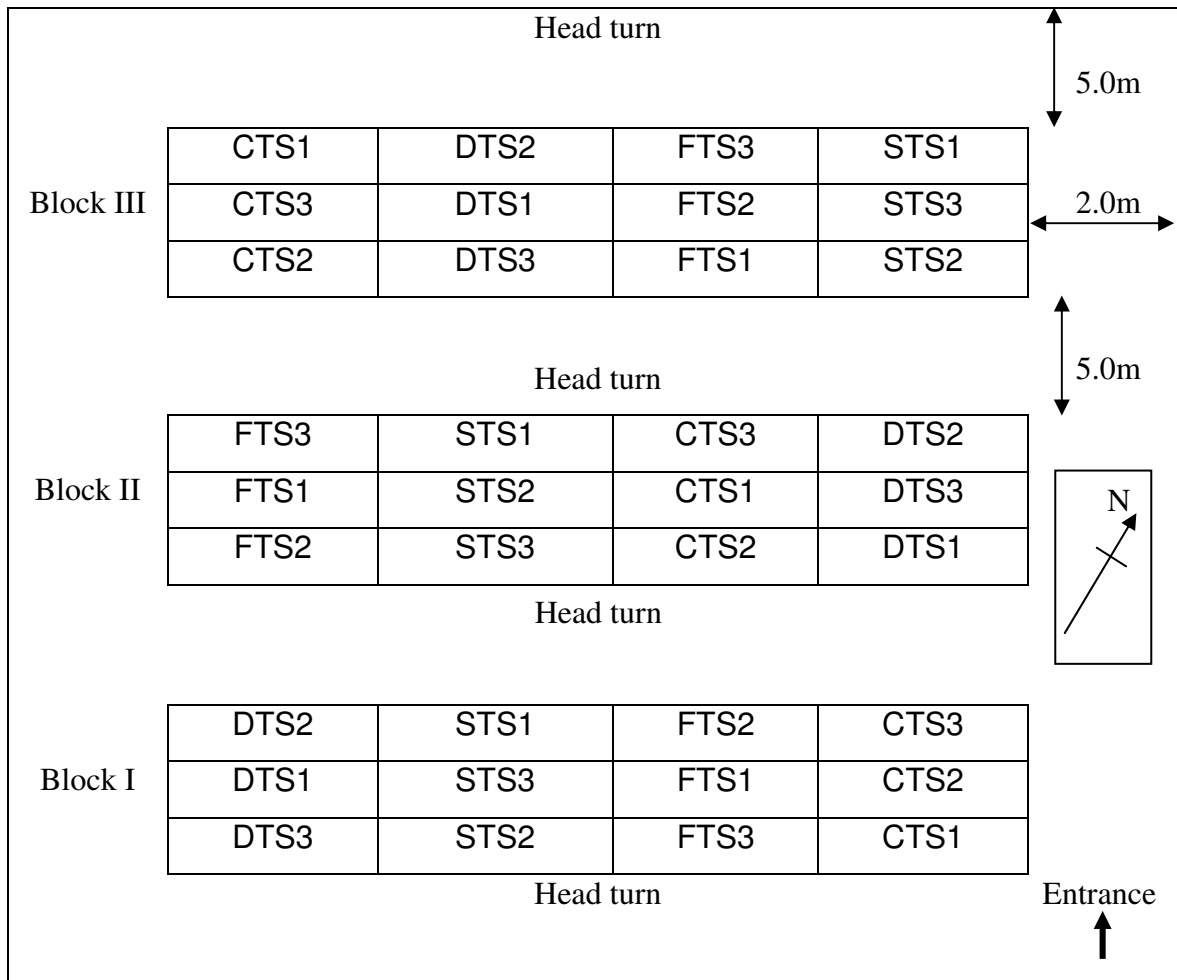 Head turn
5.0m
CTS1 DTS2 FTS3 STS1
Block III CTS3 DTS1 FTS2 STS3 2.0m
CTS2 DTS3 FTS1 STS2
Head turn 5.0m
FTS3 STS1 CTS3 DTS2
Block II FTS1 STS2 CTS1 DTS3 N
FTS2 STS3 CTS2 DTS1
Head turn
DTS2 STS1 FTS2 CTS3
Block I DTS1 STS3 FTS1 CTS2
DTS3 STS2 FTS3 CTS1
Head turn Entrance